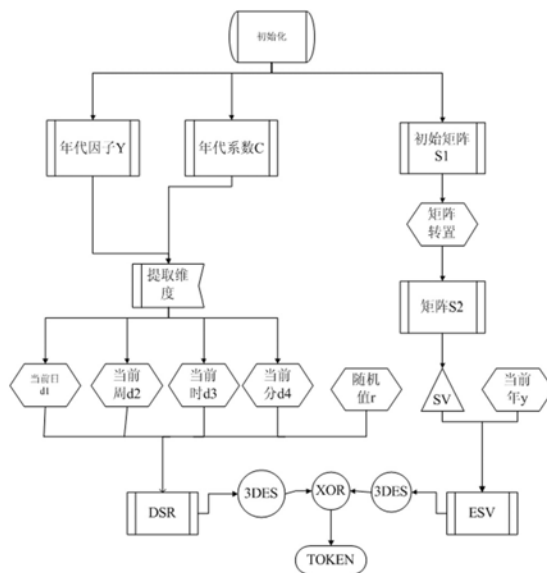 初始化
年代因子Y
年代系数C
初始矩阵
S1
矩阵
转置
提取维
度
矩阵S2
当前日
d1
当前
周d2
当前
时d3
当前
分d4
随机
值r
SV
当前
年y
DSR
3DES
XOR
3DES
ESV
TOKEN